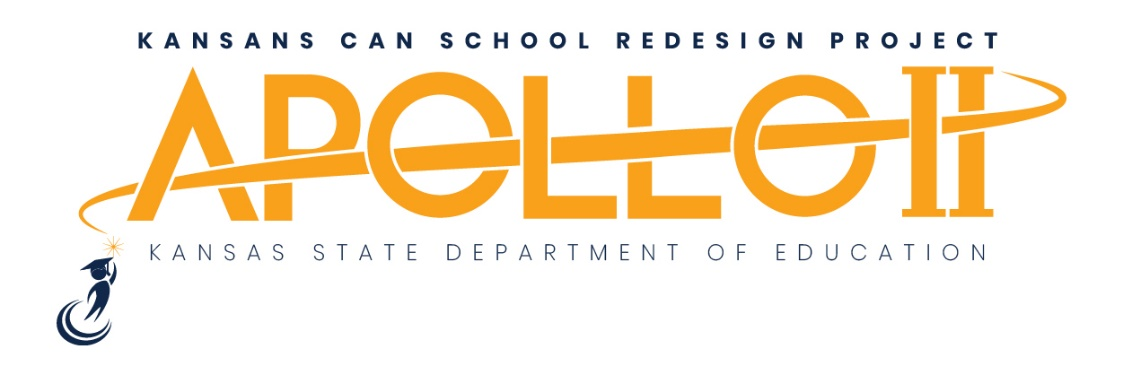 KANSANS CAN SCHOOL REDESIGN PROJECT
APOLLO II
KANSAS STATE DEPARTMENT OF EDUCATION